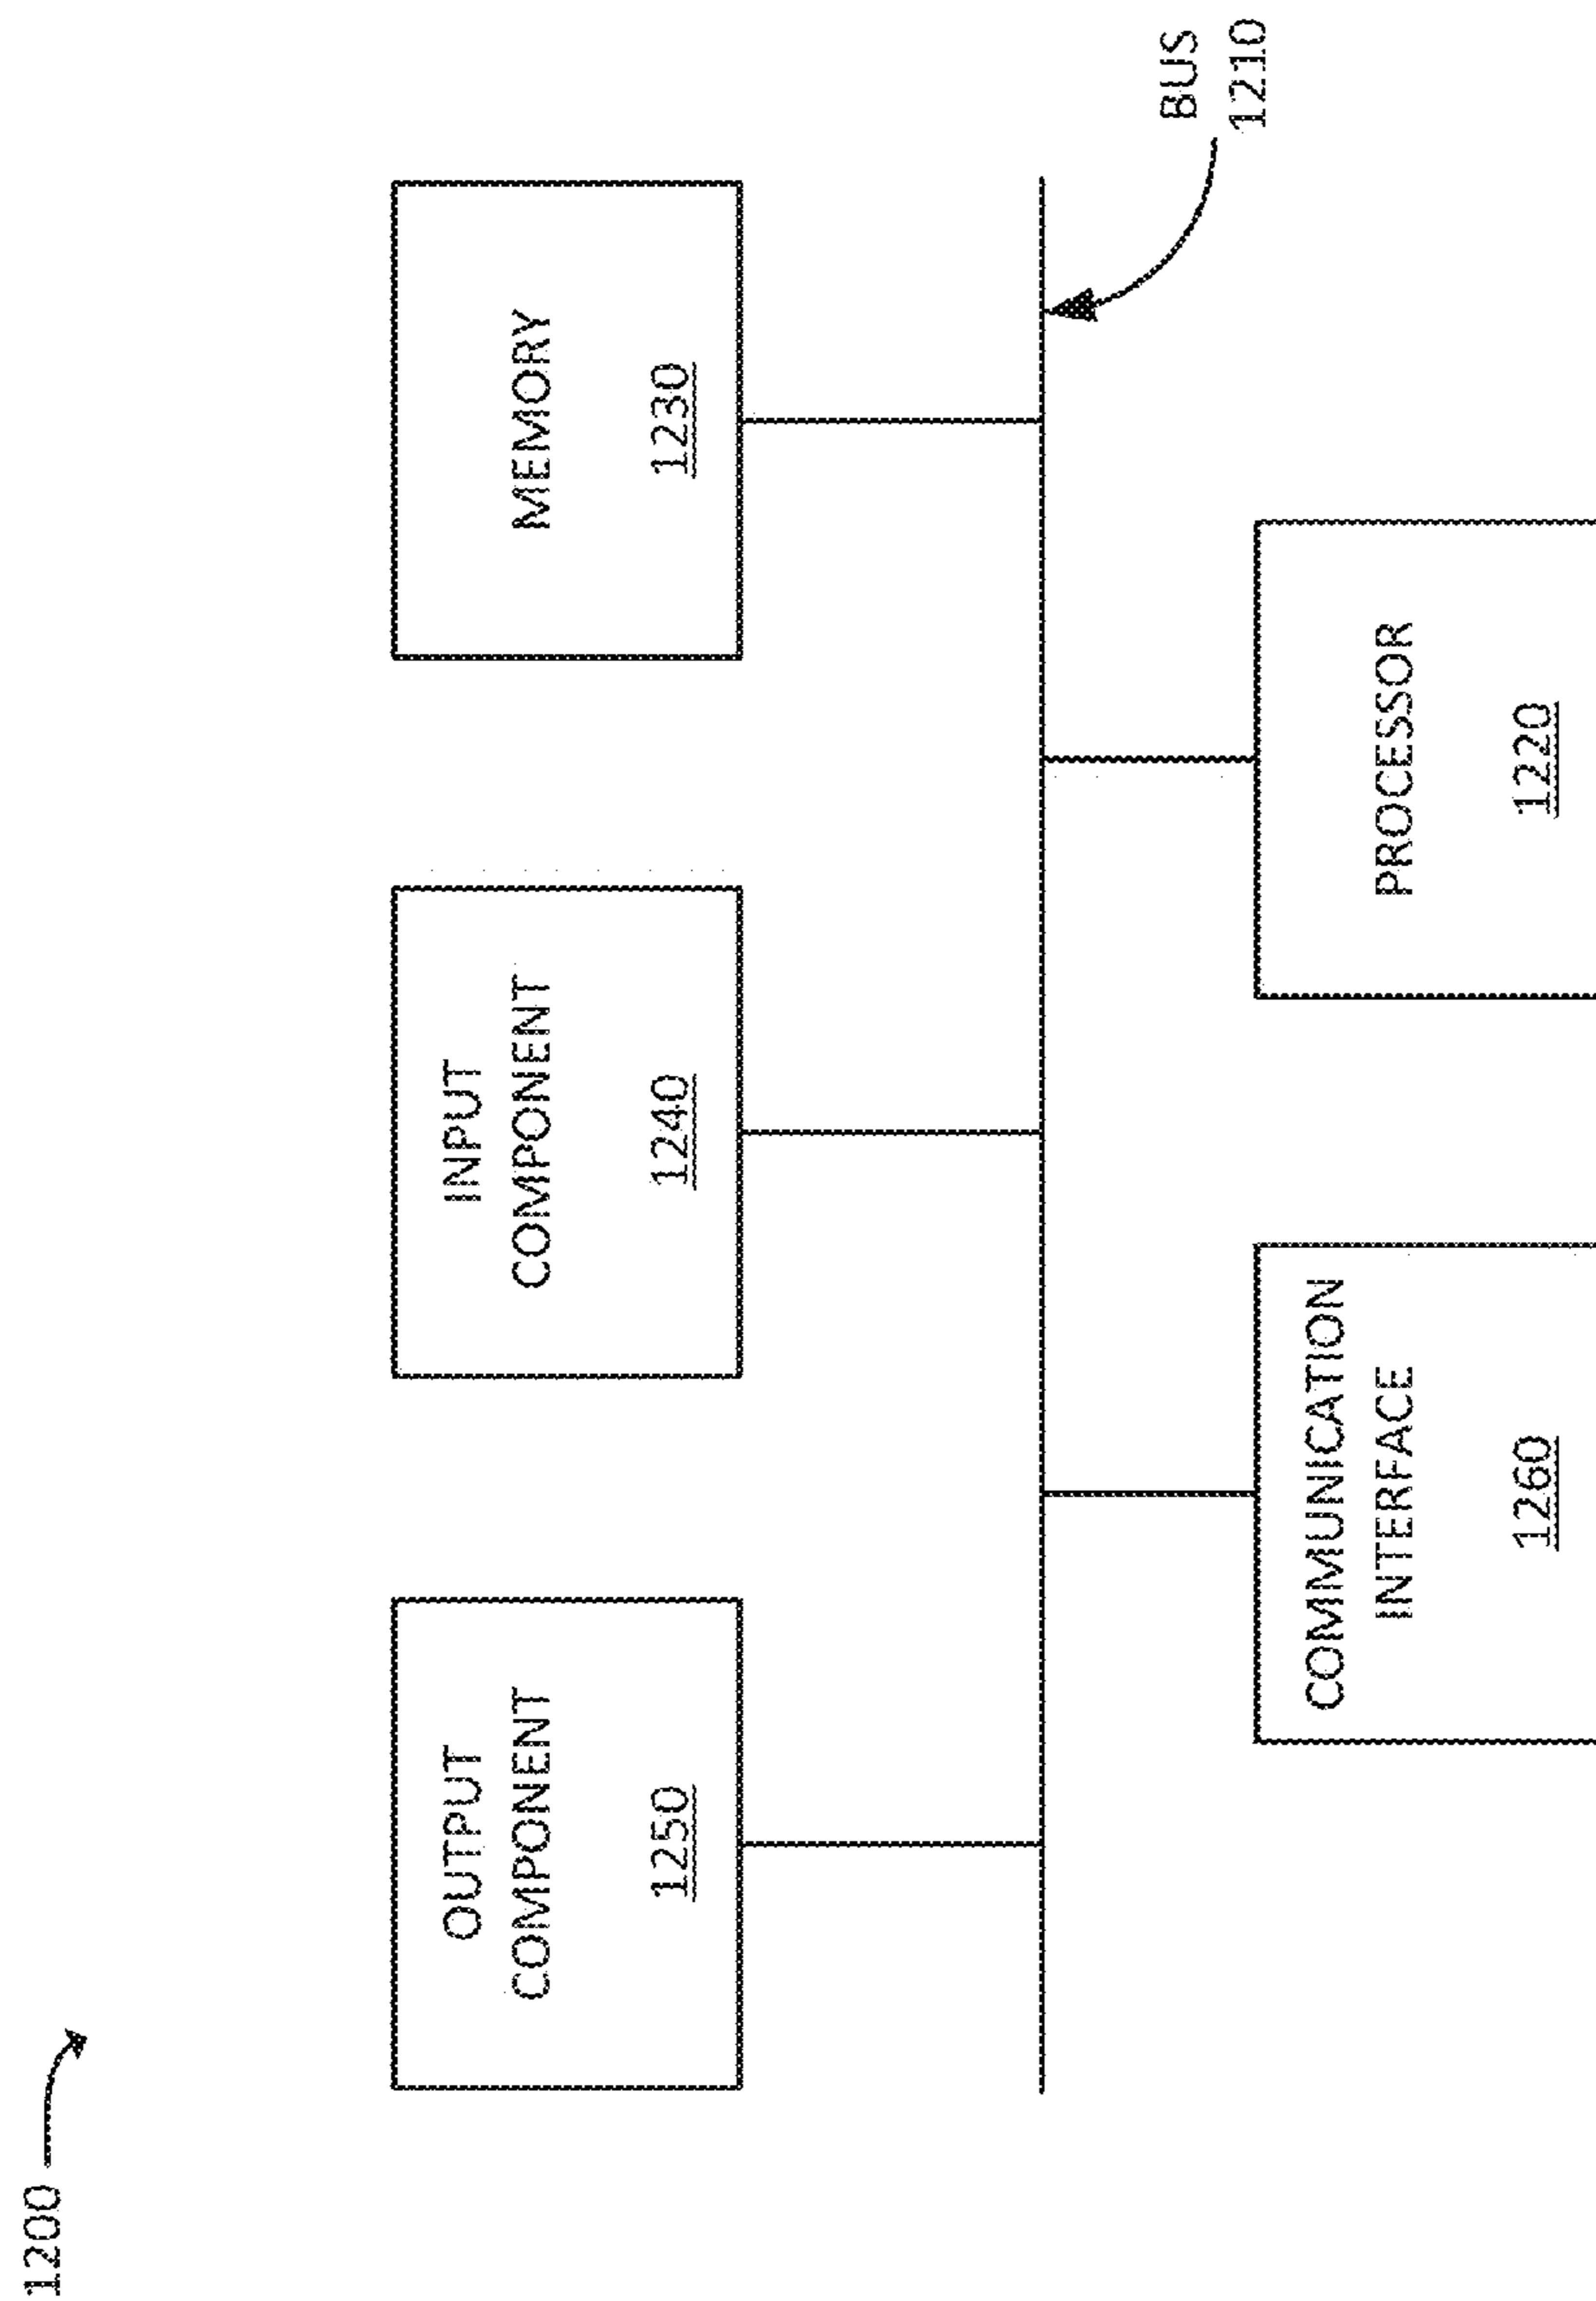 1200
OUTPUT
COMPONENT
1250
INPUT
COMPONENT
1240
MEMORY
1230
BUS
1210
COMMUNICATION
INTERFACE
1260
PROCESSOR
1220